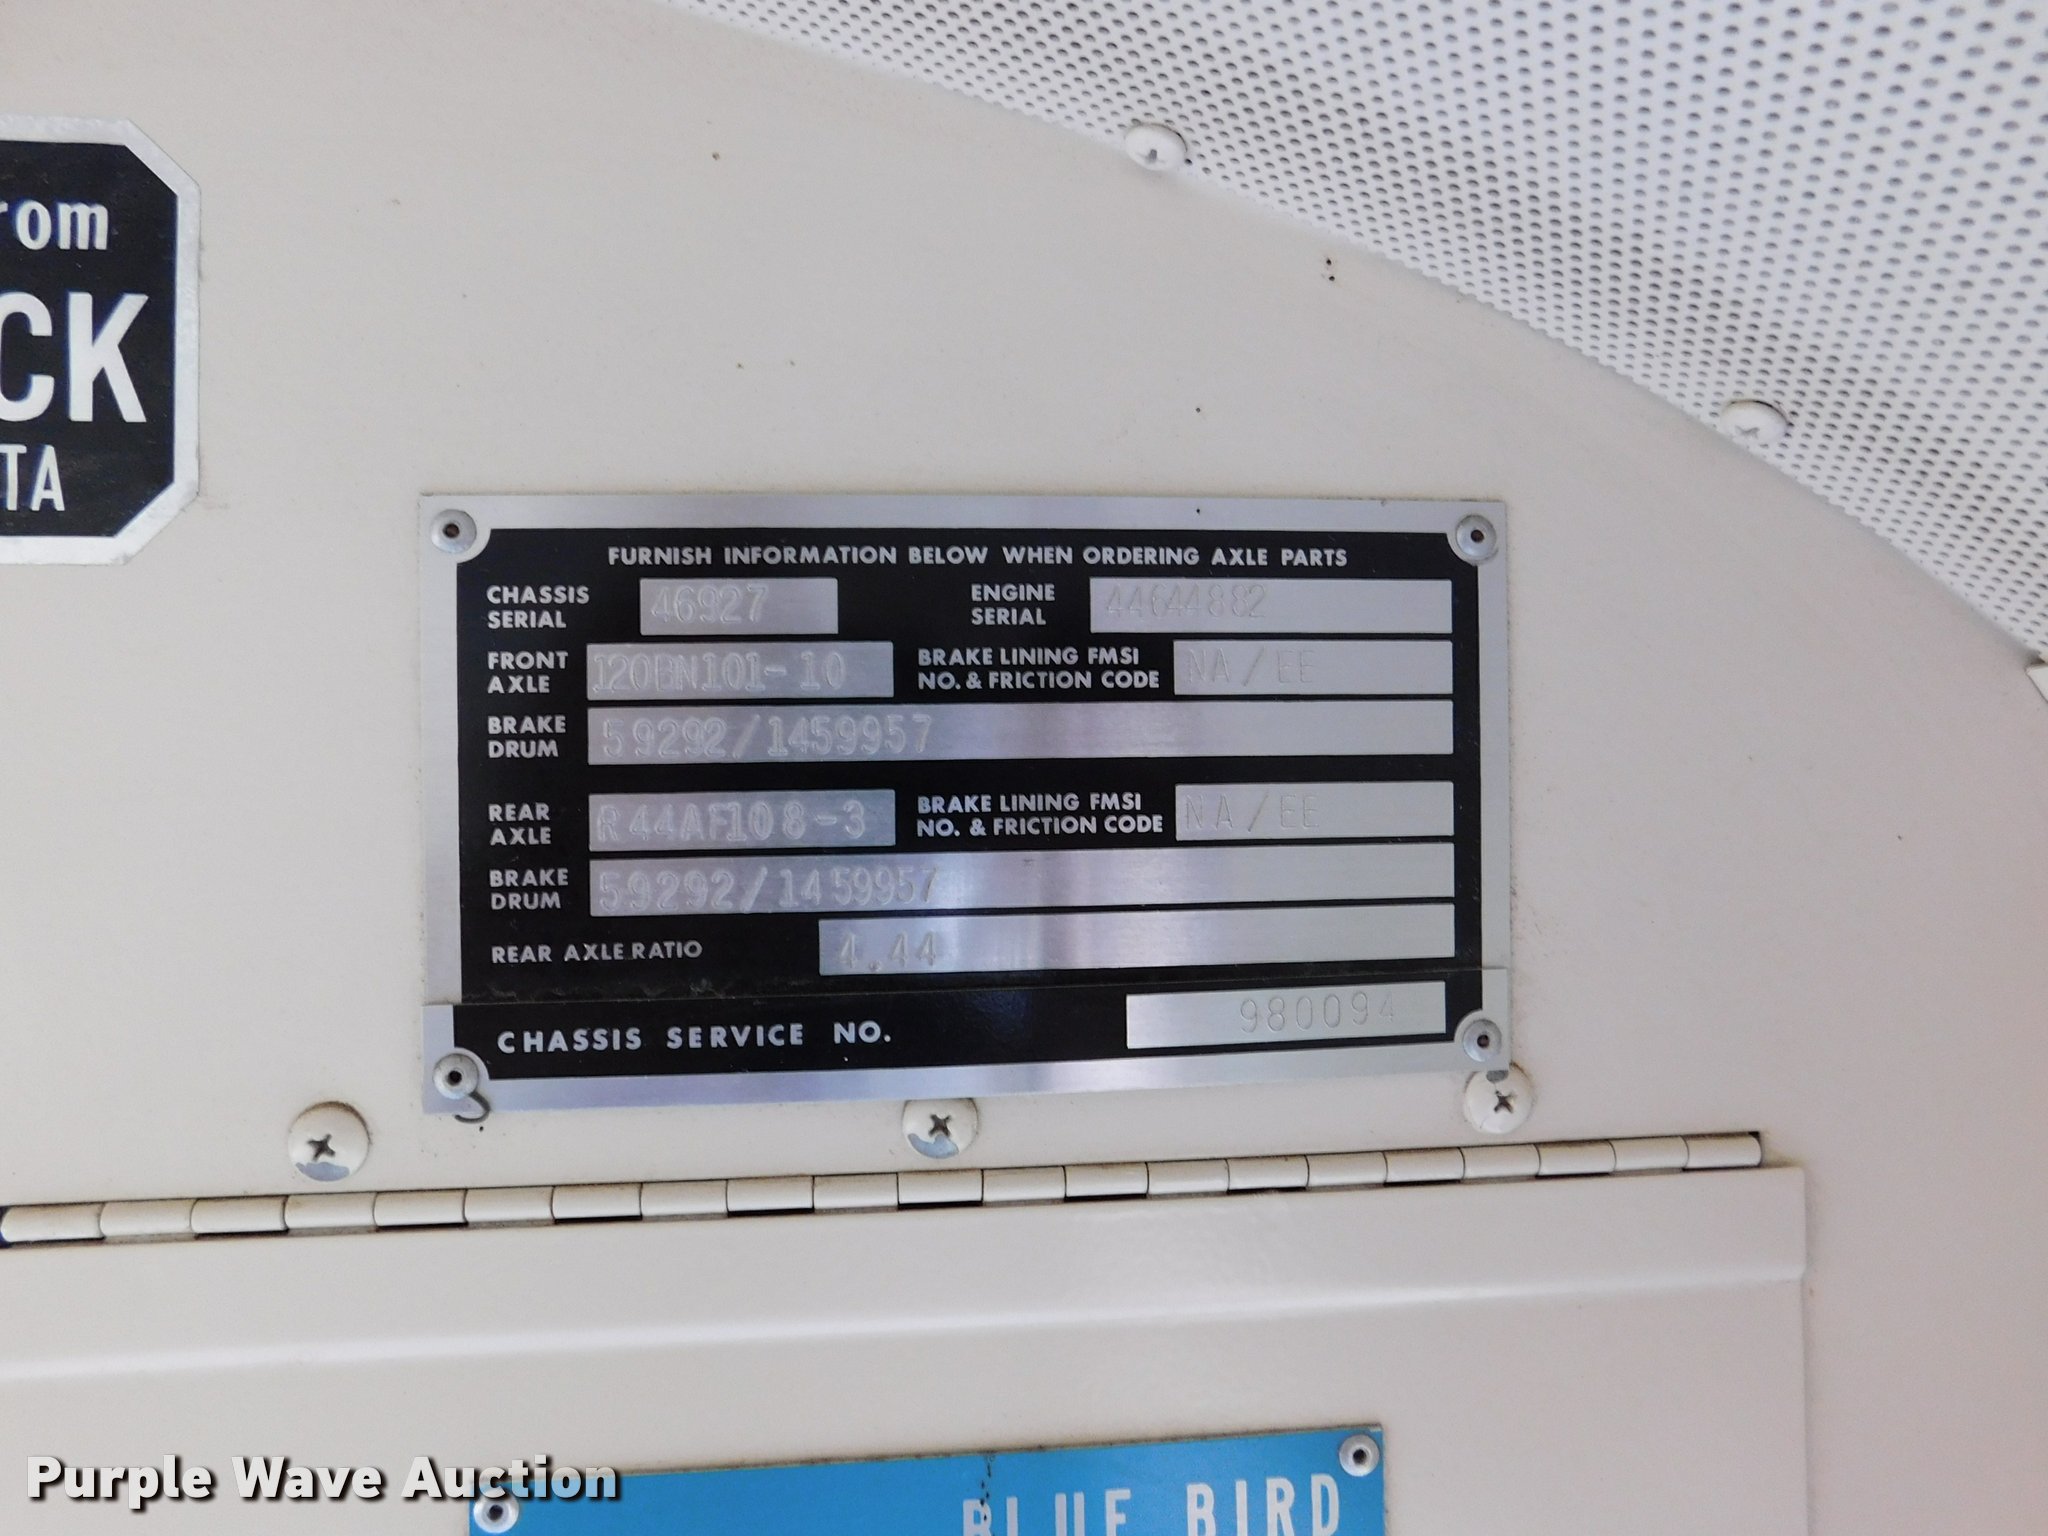 rom
CK
TA
FURNISH INFORMATION BELOW WHEN ORDERING AXLE PARTS
CHASSIS SERIAL 46927 ENGINE SERIAL 44644882
FRONT AXLE 120BN101-10 BRAKE LINING FMSI NO. & FRICTION CODE NA/EE
BRAKE DRUM 59292/1459957
REAR AXLE R44AF108-3 BRAKE LINING FMSI NO. & FRICTION CODE NA/EE
BRAKE DRUM 59292/1459957
REAR AXLE RATIO 4.44
CHASSIS SERVICE NO. 980094
BLUE BIRD
Purple Wave Auction